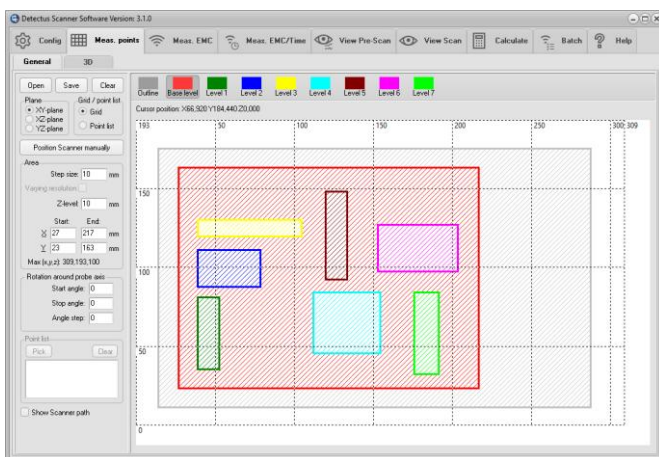 Detectus Scanner Software Version: 3.1.0
Config
Meas. points
Meas. EMC
Meas. EMC/Time
View Pre-Scan
View Scan
Calculate
Batch
Help
General 3D
Open Save Clear
Plane Grid / point list
XY-plane Grid
XZ-plane Point list
YZ-plane
Position Scanner manually
Area
Step size: 10 mm
Varying resolution:
Z-level: 10 mm
Start: End:
X 27 217 mm
Y 23 163 mm
Max (x,y,z): 309,193,100
Rotation around probe axis
Start angle: 0
Stop angle: 0
Angle step: 0
Point list
Pick Clear
Show Scanner path
Outline Base level Level 1 Level 2 Level 3 Level 4 Level 5 Level 6 Level 7
Cursor position: X66,920 Y184,440 Z0,000
193 50 100 150 200 250 300 309
150
100
50
0